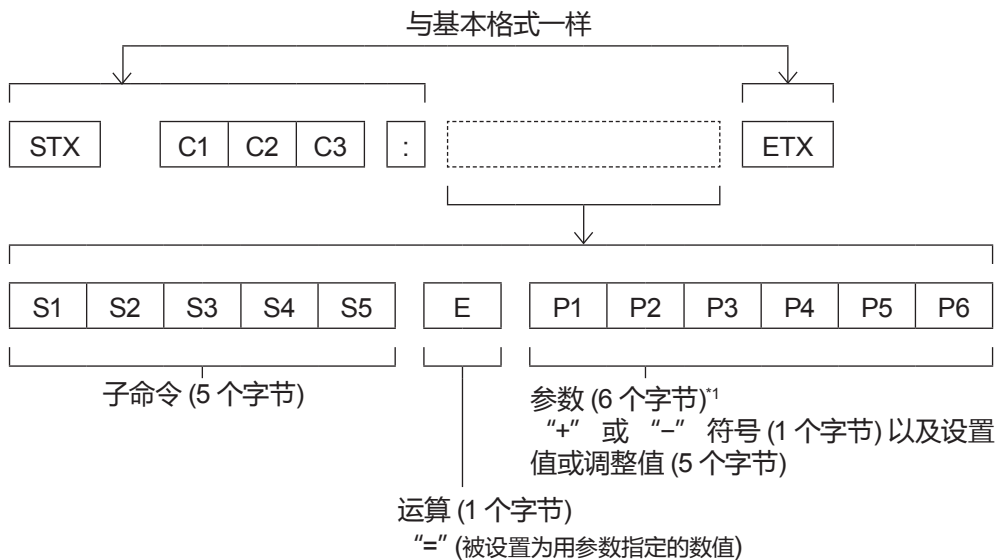 与基本格式一样
STX C1 C2 C3 : ETX
S1 S2 S3 S4 S5 E P1 P2 P3 P4 P5 P6
子命令 (5 个字节)
参数 (6 个字节)*1
“+” 或 “−” 符号 (1 个字节) 以及设置
值或调整值 (5 个字节)
运算 (1 个字节)
“=” (被设置为用参数指定的数值)